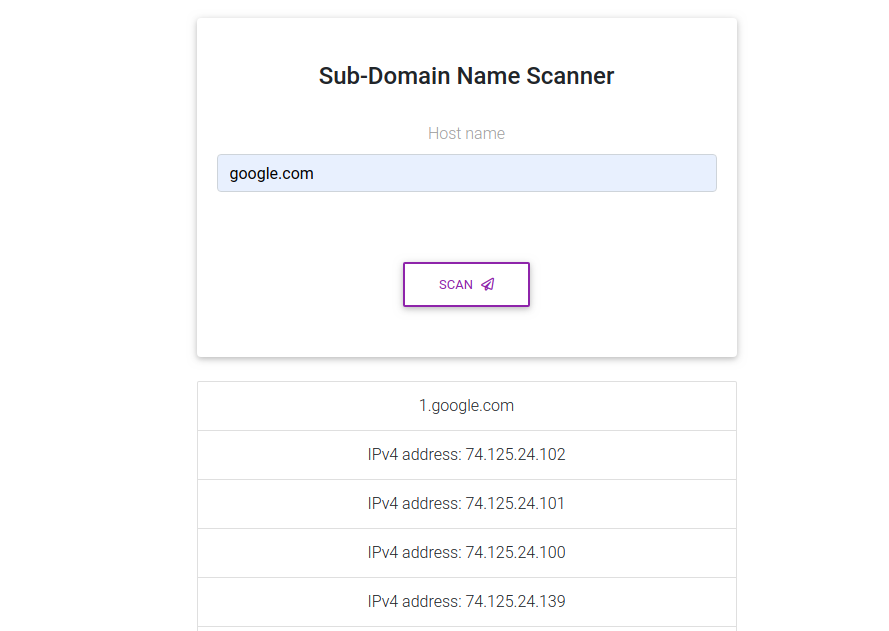 Sub-Domain Name Scanner
Host name
google.com
SCAN
1.google.com
IPv4 address: 74.125.24.102
IPv4 address: 74.125.24.101
IPv4 address: 74.125.24.100
IPv4 address: 74.125.24.139